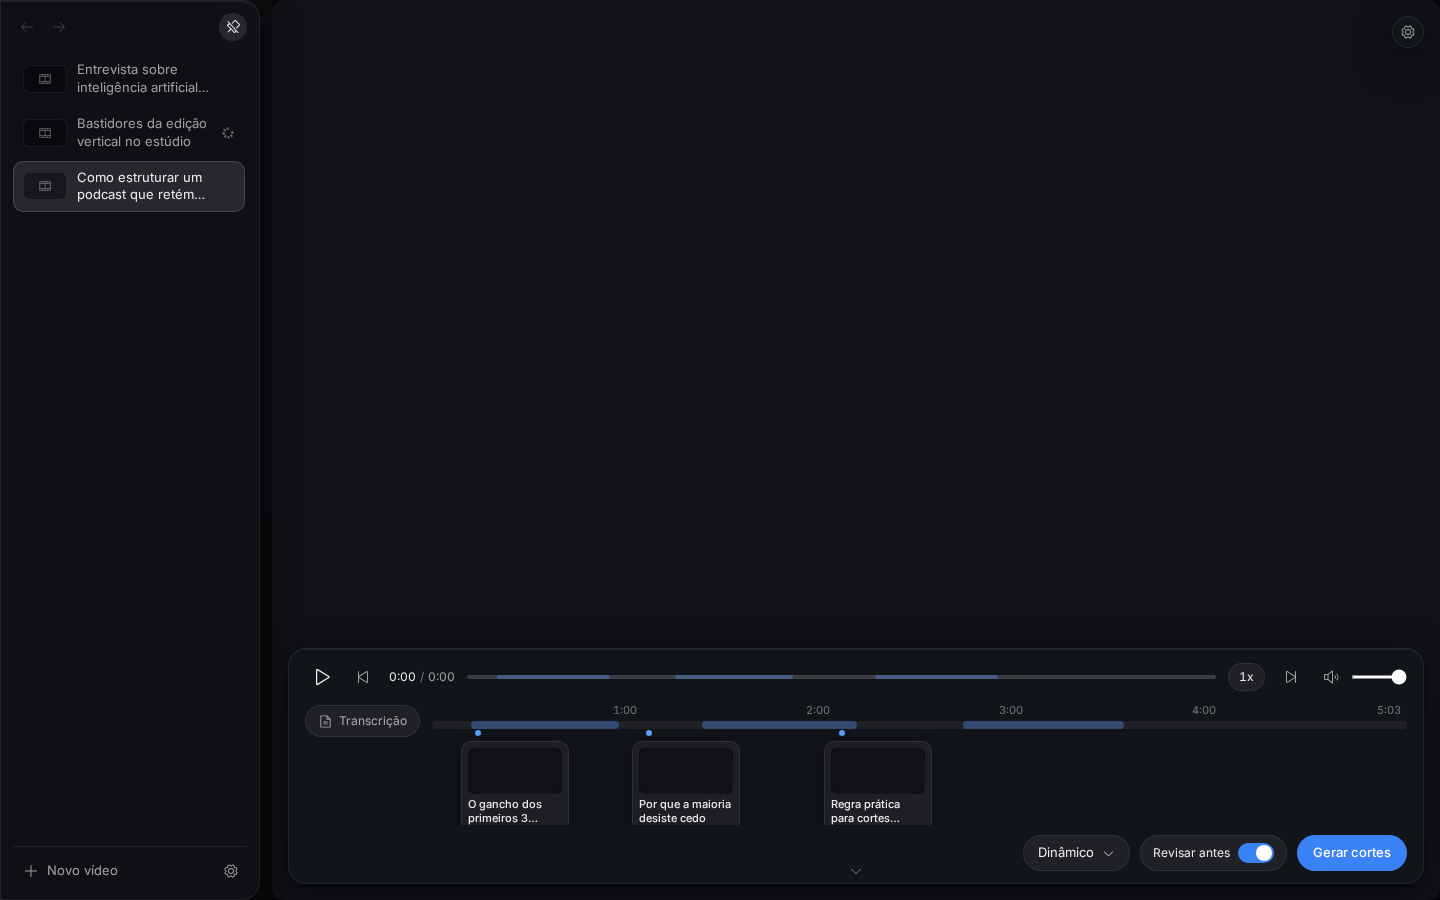 Entrevista sobre
inteligência artificial...
Bastidores da edição
vertical no estúdio
Como estruturar um
podcast que retém...
Novo vídeo
0:00 / 0:00
1x
Transcrição
1:00
2:00
3:00
4:00
5:03
O gancho dos
primeiros 3...
Por que a maioria
desiste cedo
Regra prática
para cortes...
Dinâmico
Revisar antes
Gerar cortes